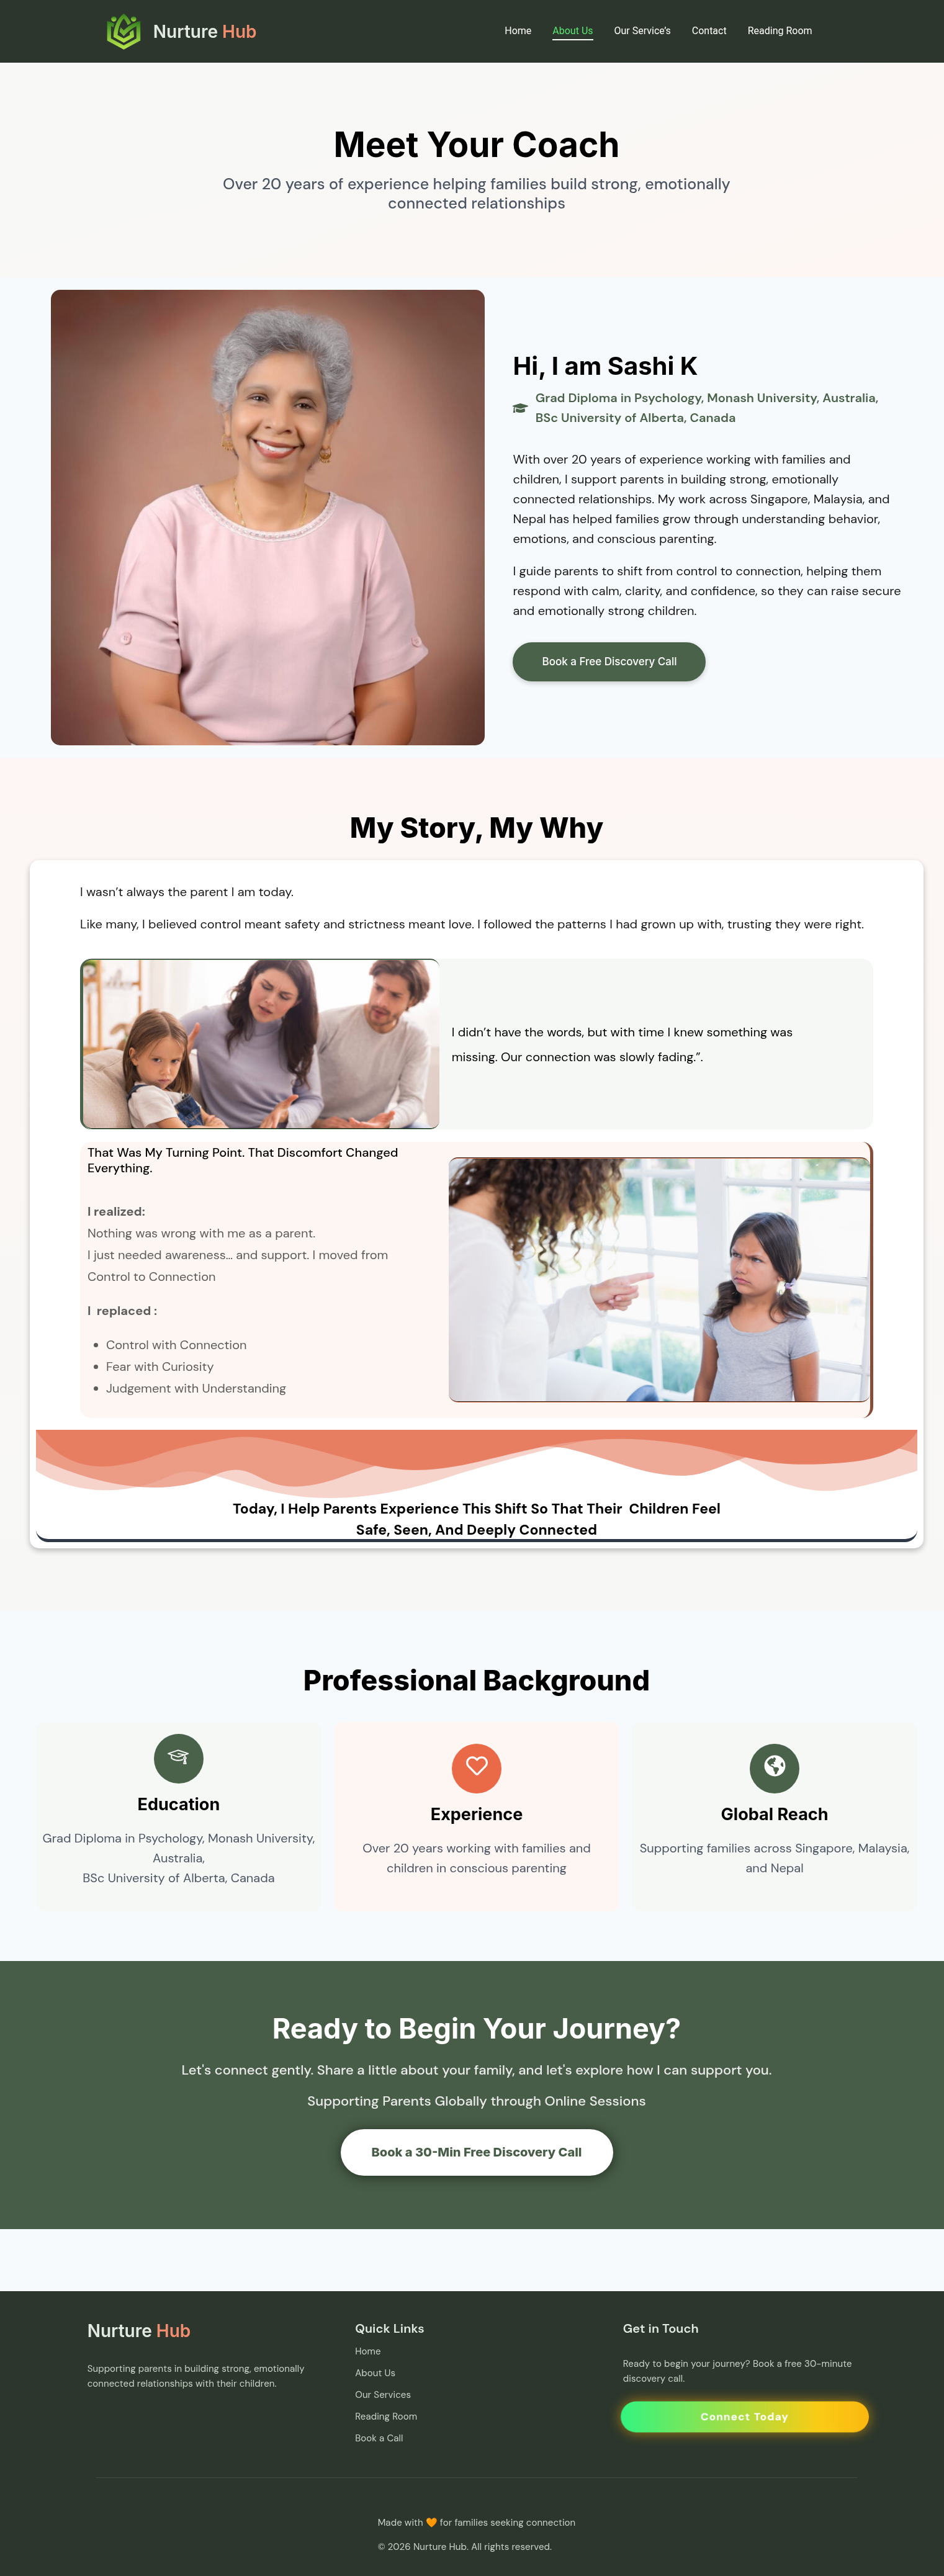 Nurture Hub
Home
About Us
Our Service's
Contact
Reading Room
Meet Your Coach
Over 20 years of experience helping families build strong, emotionally
connected relationships
Hi, I am Sashi K
Grad Diploma in Psychology, Monash University, Australia,
BSc University of Alberta, Canada
With over 20 years of experience working with families and
children, I support parents in building strong, emotionally
connected relationships. My work across Singapore, Malaysia, and
Nepal has helped families grow through understanding behavior,
emotions, and conscious parenting.
I guide parents to shift from control to connection, helping them
respond with calm, clarity, and confidence, so they can raise secure
and emotionally strong children.
Book a Free Discovery Call
My Story, My Why
I wasn’t always the parent I am today.
Like many, I believed control meant safety and strictness meant love. I followed the patterns I had grown up with, trusting they were right.
I didn’t have the words, but with time I knew something was
missing. Our connection was slowly fading.”.
That Was My Turning Point. That Discomfort Changed
Everything.
I realized:
Nothing was wrong with me as a parent.
I just needed awareness… and support. I moved from
Control to Connection
I replaced :
• Control with Connection
• Fear with Curiosity
• Judgement with Understanding
Today, I Help Parents Experience This Shift So That Their Children Feel
Safe, Seen, And Deeply Connected
Professional Background
Education
Grad Diploma in Psychology, Monash University,
Australia,
BSc University of Alberta, Canada
Experience
Over 20 years working with families and
children in conscious parenting
Global Reach
Supporting families across Singapore, Malaysia,
and Nepal
Ready to Begin Your Journey?
Let's connect gently. Share a little about your family, and let's explore how I can support you.
Supporting Parents Globally through Online Sessions
Book a 30-Min Free Discovery Call
Nurture Hub
Supporting parents in building strong, emotionally
connected relationships with their children.
Quick Links
Home
About Us
Our Services
Reading Room
Book a Call
Get in Touch
Ready to begin your journey? Book a free 30-minute
discovery call.
Connect Today
Made with 🧡 for families seeking connection
© 2026 Nurture Hub. All rights reserved.